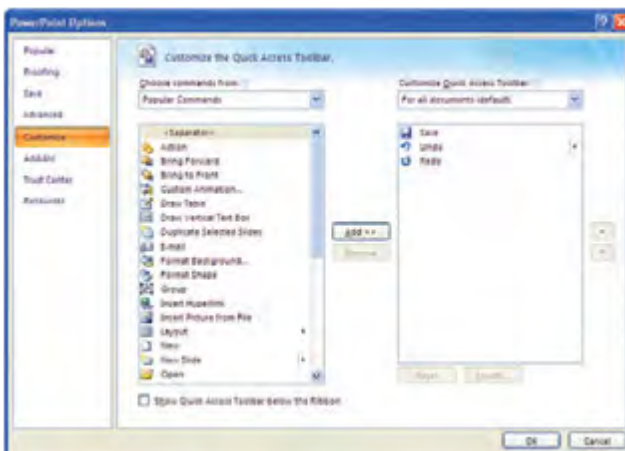 PowerPoint Options
Popular
Proofing
Save
Advanced
Customize
Add-Ins
Trust Center
Resources
Customize the Quick Access Toolbar.
Choose commands from:
Popular Commands
<Separator>
Action
Bring Forward
Bring to Front
Custom Animation...
Draw Table
Draw Vertical Text Box
Duplicate Selected Slides
E-mail
Format Background...
Format Shape
Group
Insert Hyperlink
Insert Picture from File
Layout
New
New Slide
Open
Show Quick Access Toolbar below the Ribbon
Add >>
Remove
Customize Quick Access Toolbar:
For all documents (default)
Save
Undo
Redo
Reset
Modify...
OK
Cancel